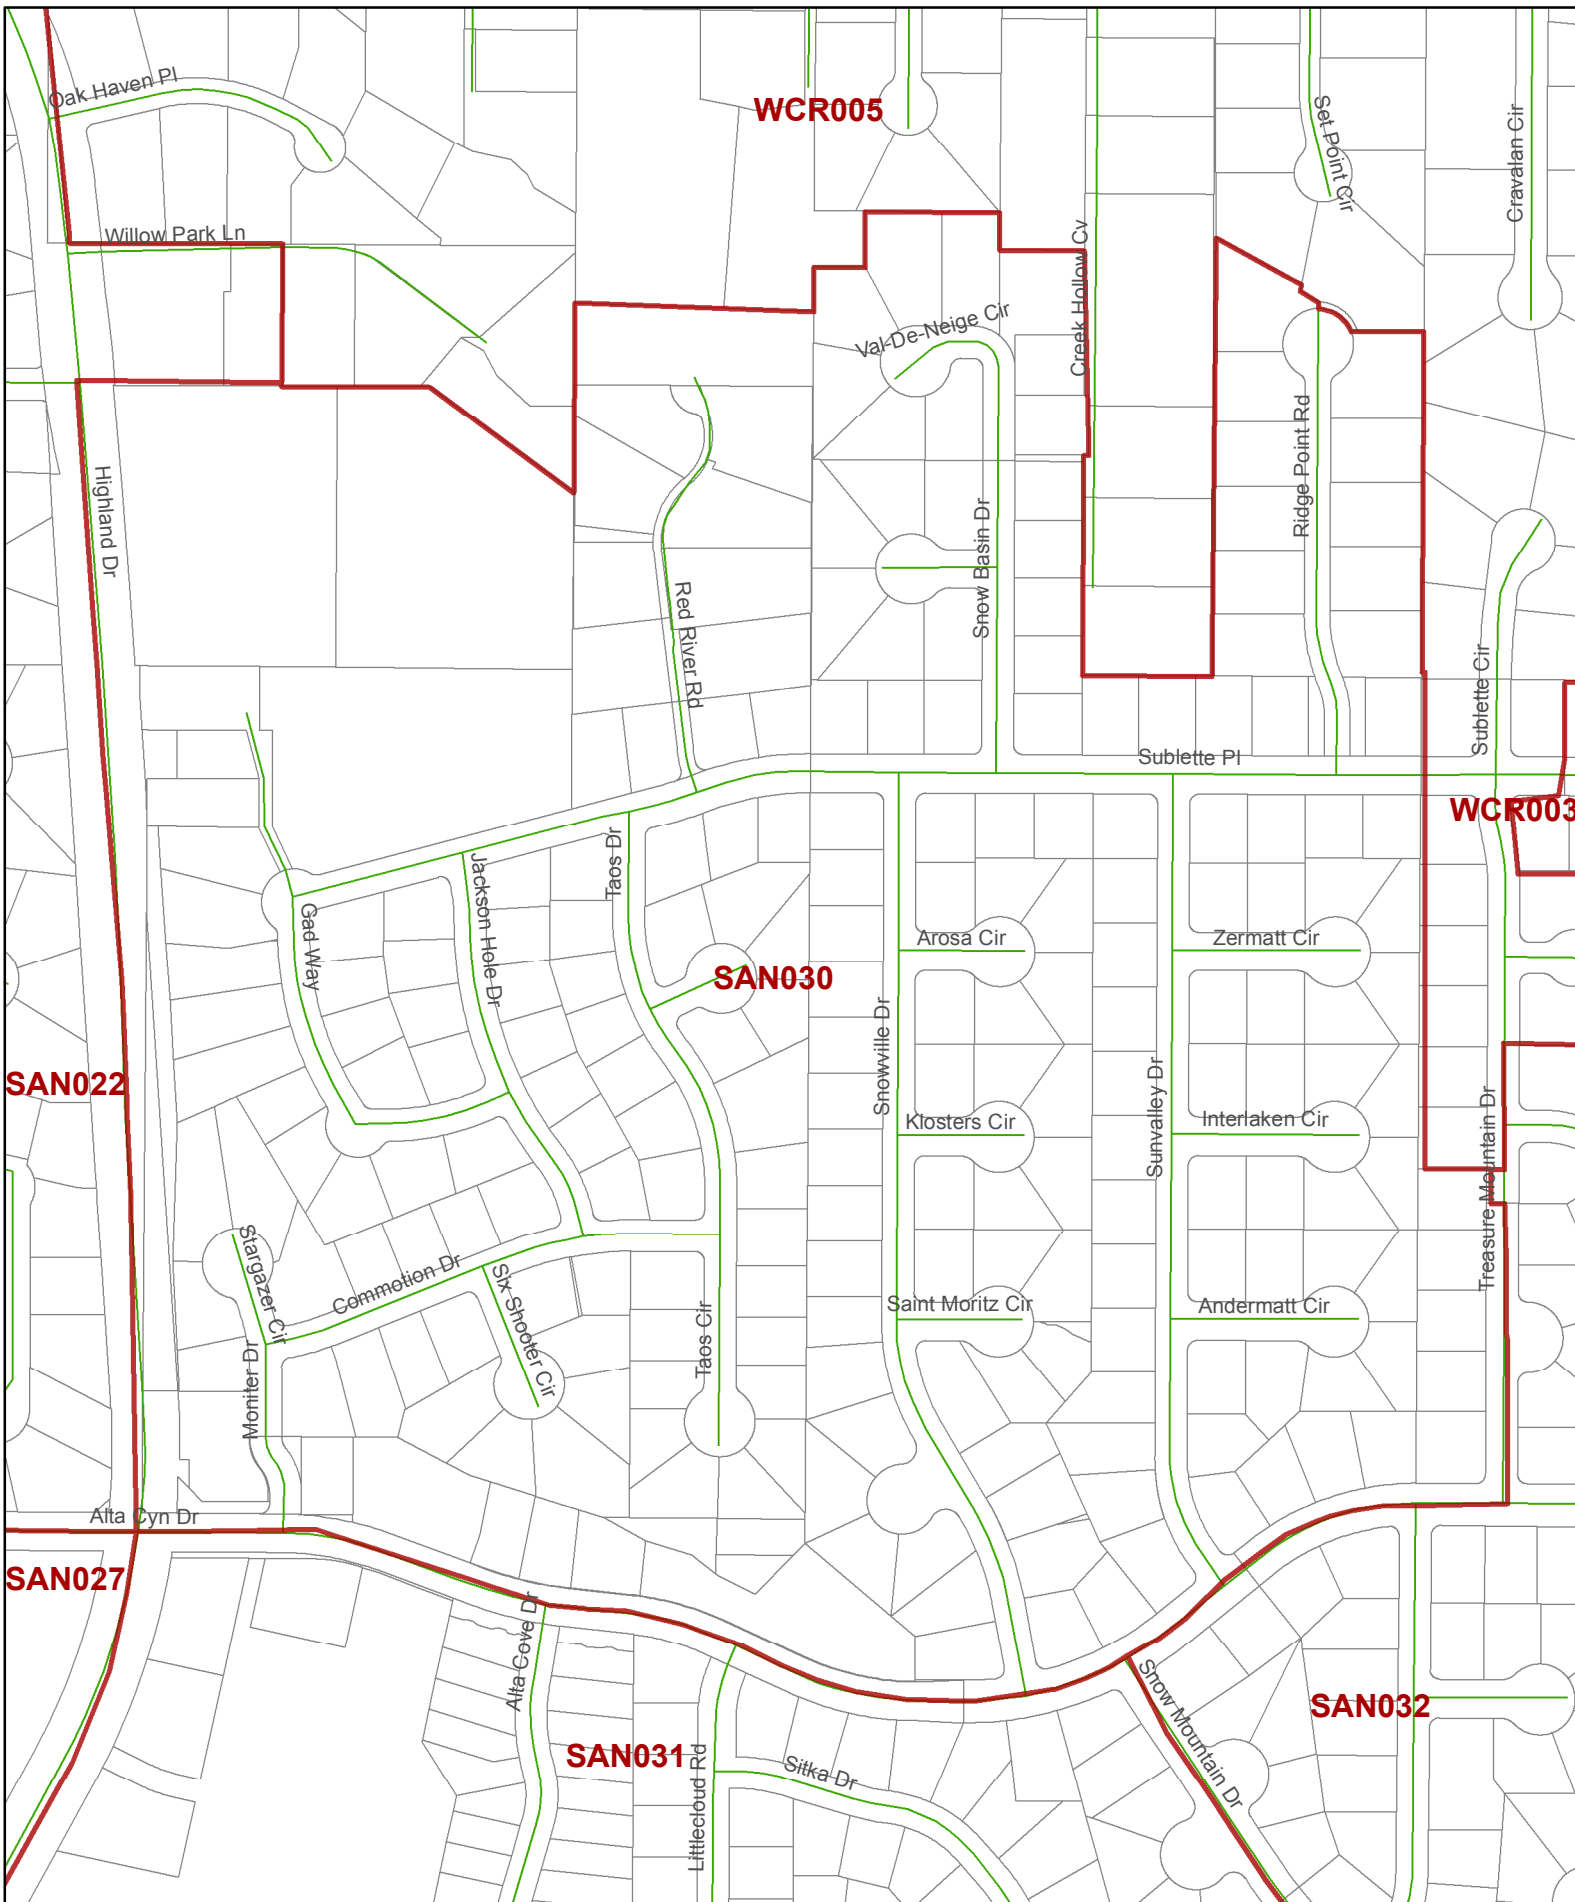 Oak Haven Pl
WCR005
Set Point Cir
Cravalan Cir
Willow Park Ln
Creek Hollow Cv
Val-De-Neige Cir
Ridge Point Rd
Highland Dr
Snow Basin Dr
Red River Rd
Sublette Cir
Sublette Pl
WCR003
Taos Dr
Jackson Hole Dr
Gad Way
Arosa Cir
Zermatt Cir
SAN030
Snowville Dr
SAN022
Sunvalley Dr
Klosters Cir
Interlaken Cir
Treasure Mountain Dr
Stargazer Cir
Commotion Dr
Six Shooter Cir
Saint Moritz Cir
Andermatt Cir
Taos Cir
Moniter Dr
Alta Cyn Dr
SAN027
Alta Cove Dr
Snow Mountain Dr
SAN032
SAN031
Littlecloud Rd
Sitka Dr